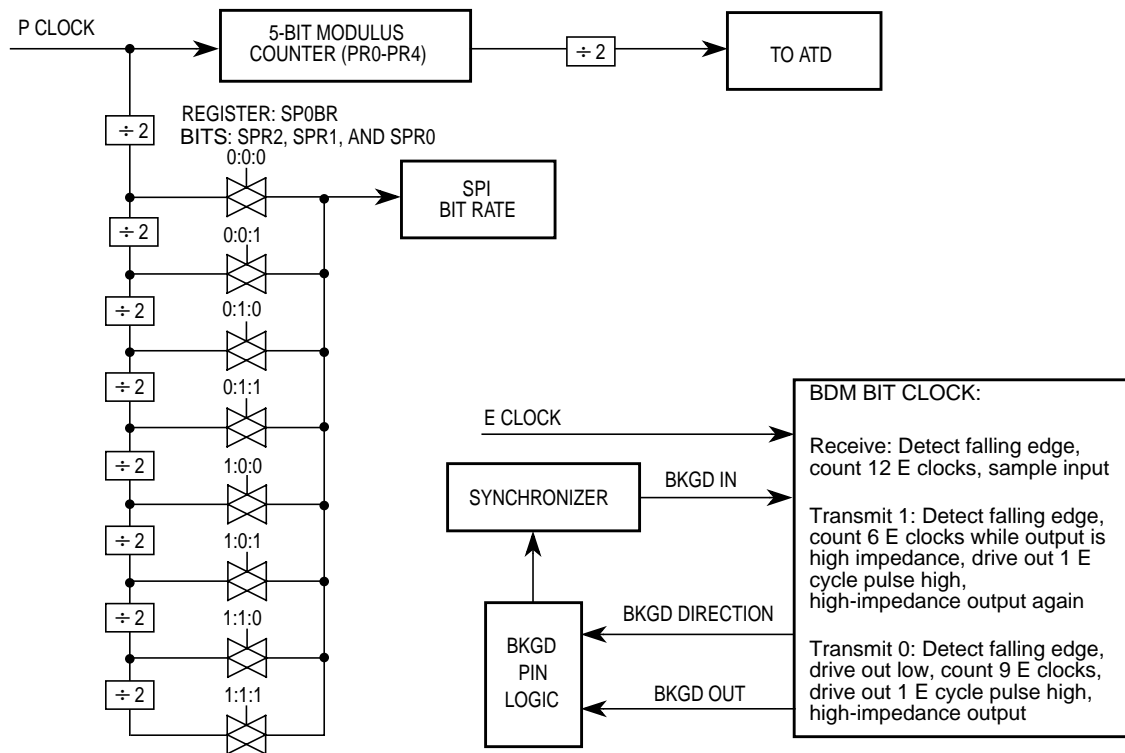 P CLOCK
5-BIT MODULUS
COUNTER (PR0-PR4)
÷ 2
TO ATD
÷ 2
REGISTER: SP0BR
BITS: SPR2, SPR1, AND SPR0
0:0:0
SPI
BIT RATE
÷ 2
0:0:1
÷ 2
0:1:0
÷ 2
0:1:1
÷ 2
1:0:0
÷ 2
1:0:1
÷ 2
1:1:0
÷ 2
1:1:1
E CLOCK
SYNCHRONIZER
BKGD IN
BKGD DIRECTION
BKGD
PIN
LOGIC
BKGD OUT
BDM BIT CLOCK:
Receive: Detect falling edge,
count 12 E clocks, sample input
Transmit 1: Detect falling edge,
count 6 E clocks while output is
high impedance, drive out 1 E
cycle pulse high,
high-impedance output again
Transmit 0: Detect falling edge,
drive out low, count 9 E clocks,
drive out 1 E cycle pulse high,
high-impedance output